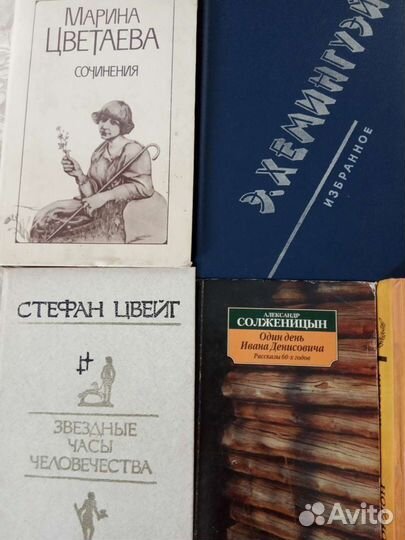 МАРИНА
ЦВЕТАЕВА
СОЧИНЕНИЯ
Э.ХЕМИНГУЭЙ
ИЗБРАННОЕ
СТЕФАН ЦВЕЙГ
ЗВЕЗДНЫЕ
ЧАСЫ
ЧЕЛОВЕЧЕСТВА
АЛЕКСАНДР
СОЛЖЕНИЦЫН
Один день
Ивана Денисовича
Рассказы 60-х годов
Avito